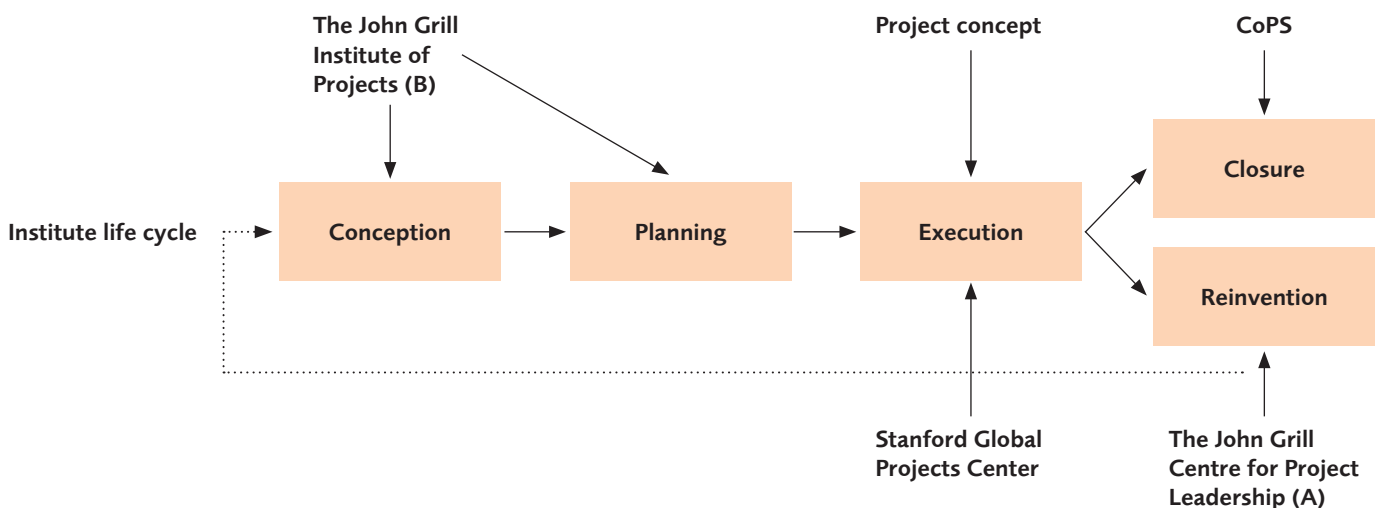 The John Grill
Institute of
Projects (B)
Project concept
CoPS
Closure
Institute life cycle
Conception
Planning
Execution
Reinvention
Stanford Global
Projects Center
The John Grill
Centre for Project
Leadership (A)